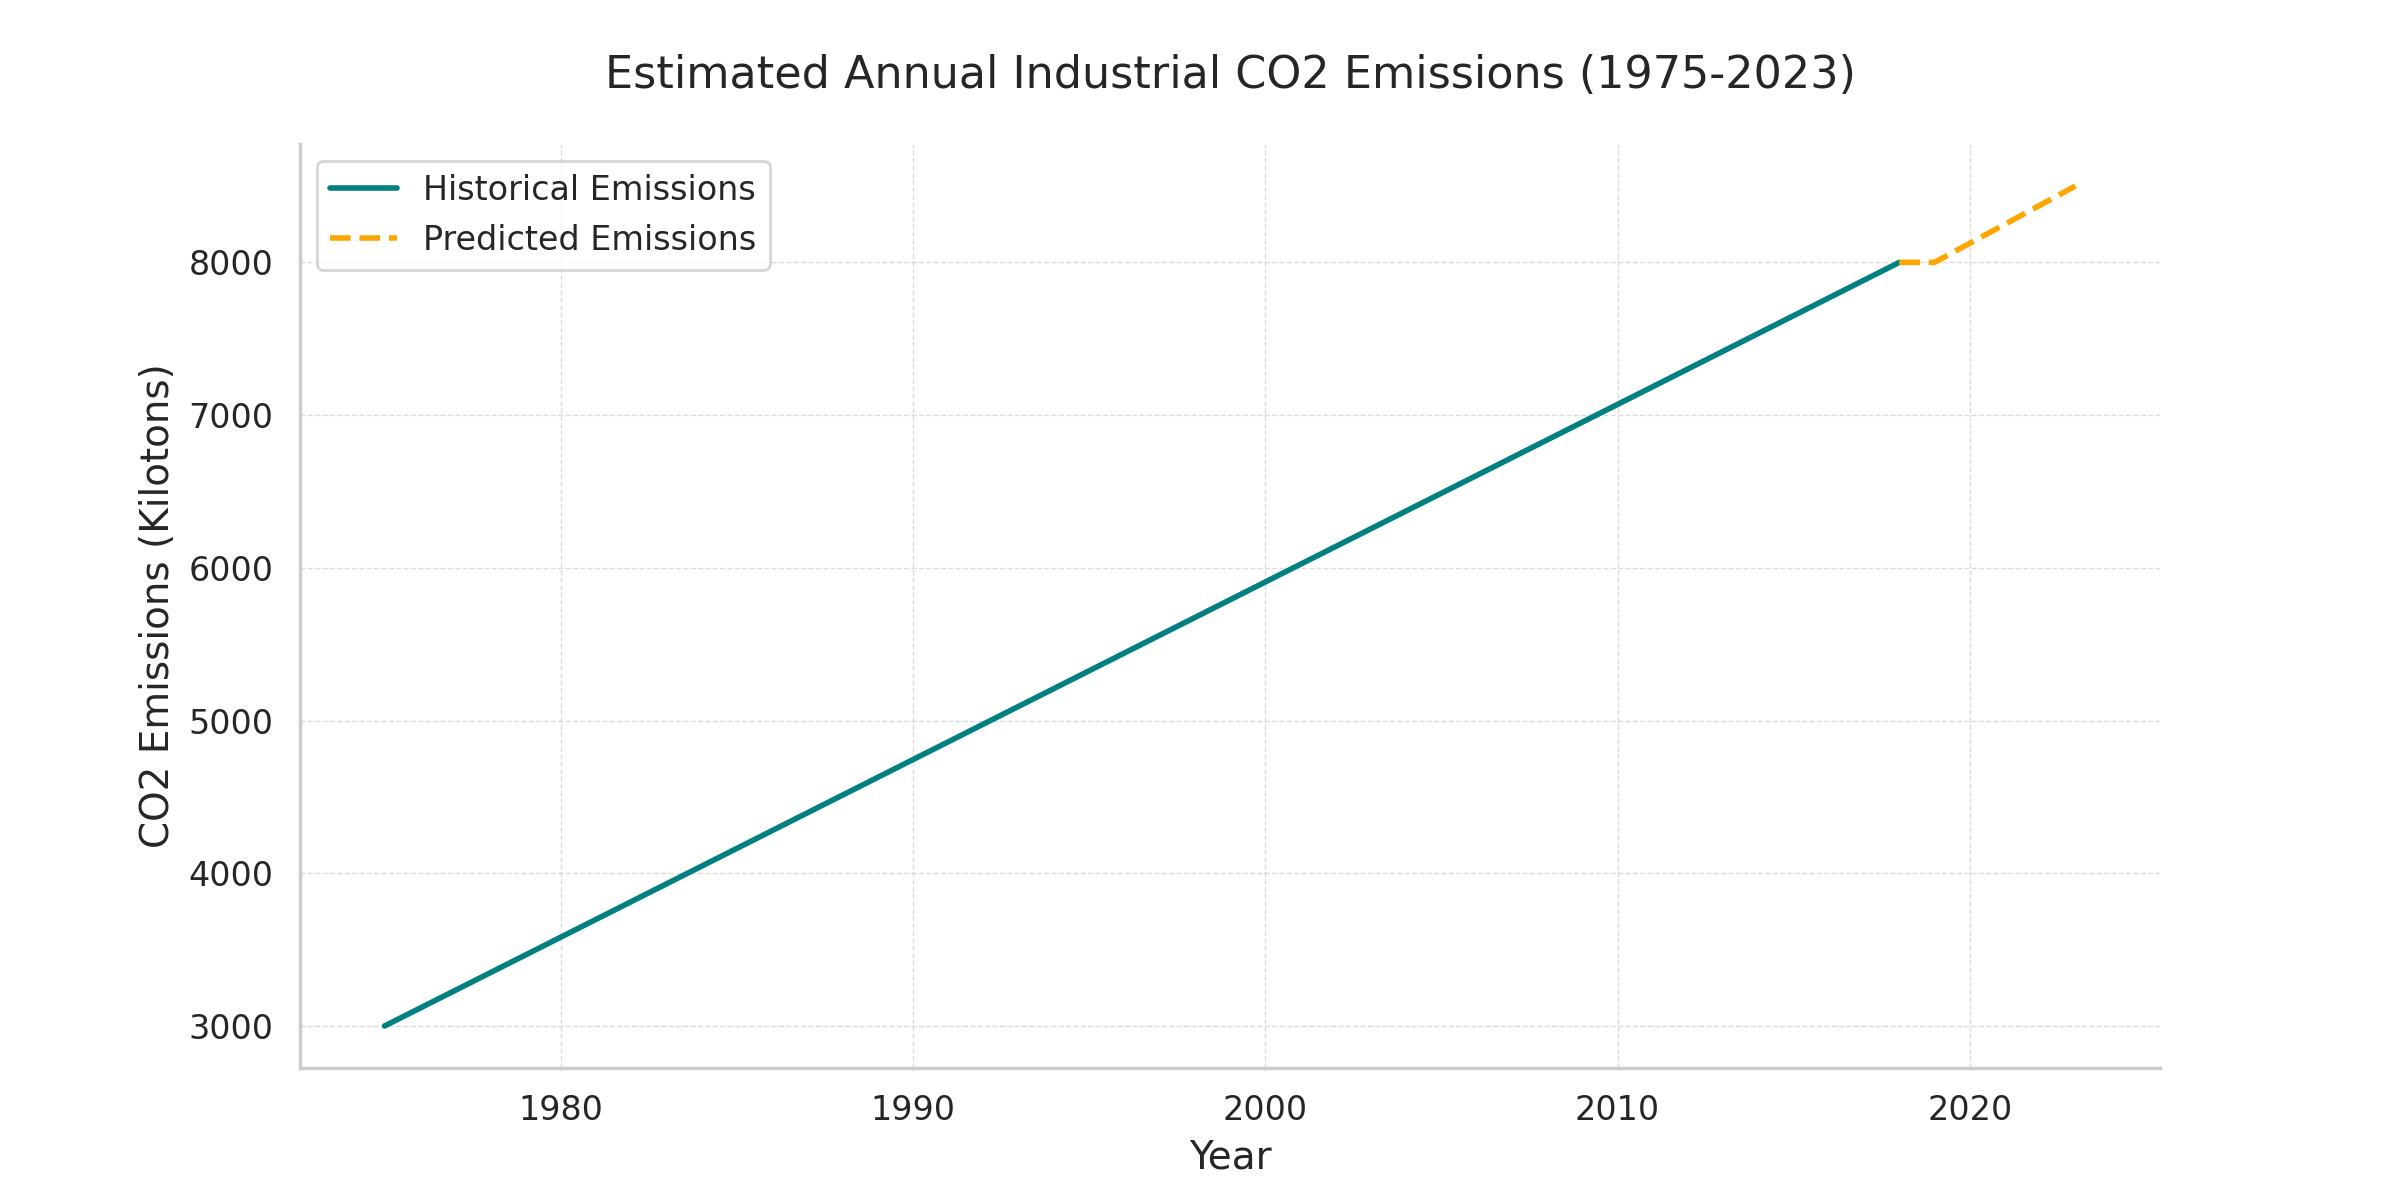 Estimated Annual Industrial CO2 Emissions (1975-2023)
Historical Emissions
Predicted Emissions
CO2 Emissions (Kilotons)
8000
7000
6000
5000
4000
3000
1980 1990 2000 2010 2020
Year